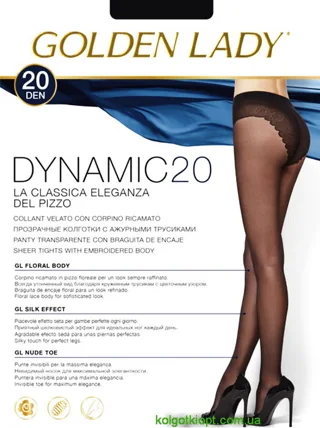 GOLDEN LADY®
20
DEN
DYNAMIC20
LA CLASSICA ELEGANZA
DEL PIZZO
COLLANT VELATO CON CORPINO RICAMATO
ПРОЗРАЧНЫЕ КОЛГОТКИ С АЖУРНЫМИ ТРУСИКАМИ
PANTY TRANSPARENTE CON BRAGUITA DE ENCAJE
SHEER TIGHTS WITH EMBROIDERED BODY
GL FLORAL BODY
Corpino ricamato in pizzo floreale per un look sempre raffinato.
Всегда утонченный вид благодаря кружевным трусикам с цветочным узором.
Braguita de encaje floral para un look refinado.
Floral lace body for sofisticated look.
GL SILK EFFECT
Piacevole effetto seta per gambe perfette ogni giorno.
Приятный шелковистый эффект для идеальных ног каждый день.
Agradable efecto seda para unas piernas perfectas.
Silky touch for perfect legs.
GL NUDE TOE
Punte invisibili per la massima eleganza.
Невидимый носок для максимальной элегантности.
Puntera invisible para una máxima elegancia.
Invisible toe for maximum elegance.
kolgotkiopt.com.ua